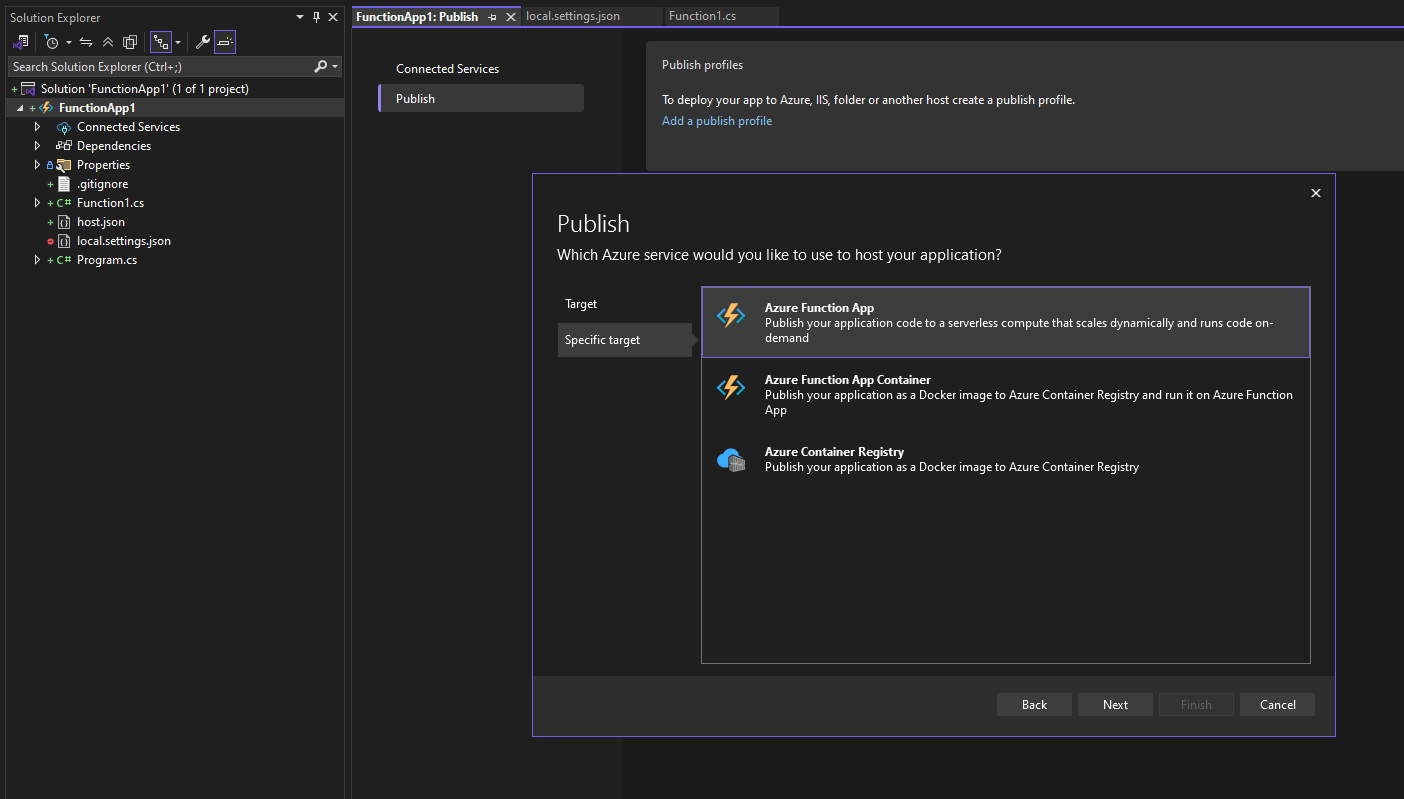 Solution Explorer
Search Solution Explorer (Ctrl+;)
Solution 'FunctionApp1' (1 of 1 project)
FunctionApp1
Connected Services
Dependencies
Properties
.gitignore
C# Function1.cs
host.json
local.settings.json
C# Program.cs
FunctionApp1: Publish
local.settings.json
Function1.cs
Connected Services
Publish
Publish profiles
To deploy your app to Azure, IIS, folder or another host create a publish profile.
Add a publish profile
Publish
Which Azure service would you like to use to host your application?
Target
Specific target
Azure Function App
Publish your application code to a serverless compute that scales dynamically and runs code on-
demand
Azure Function App Container
Publish your application as a Docker image to Azure Container Registry and run it on Azure Function
App
Azure Container Registry
Publish your application as a Docker image to Azure Container Registry
Back
Next
Finish
Cancel